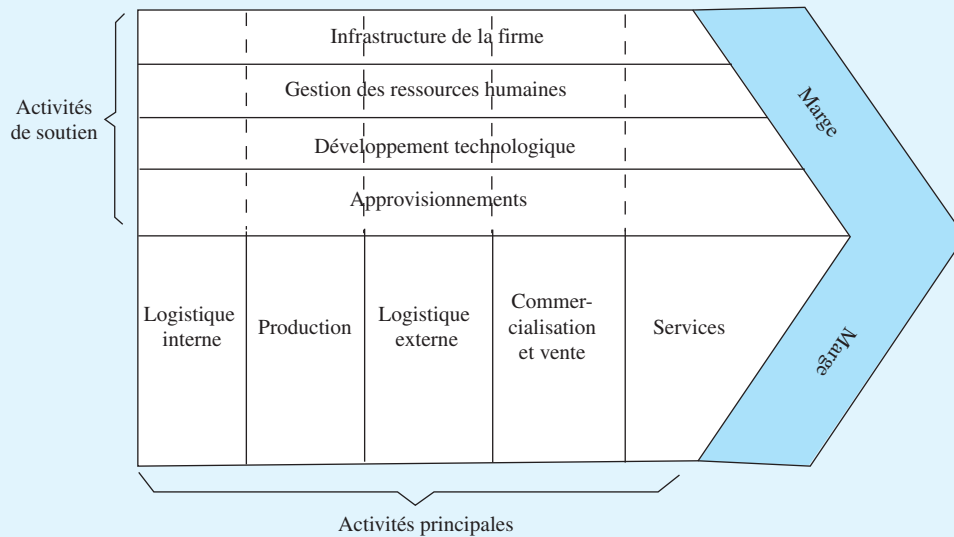 Infrastructure de la firme
Gestion des ressources humaines
Développement technologique
Approvisionnements
Activités
de soutien
Marge
Logistique
interne
Production
Logistique
externe
Commer-
cialisation
et vente
Services
Marge
Activités principales